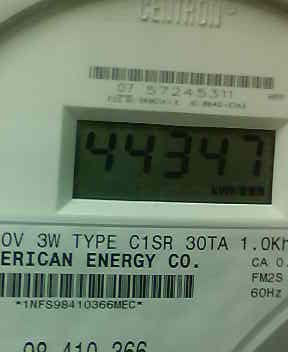 CENTRON
07 57245311
44347
0V 3W TYPE C1SR 30TA 1.0Kh
ERICAN ENERGY CO. CA 0.
FM2S
*1NFS98410366MEC* 60Hz
08 410 366